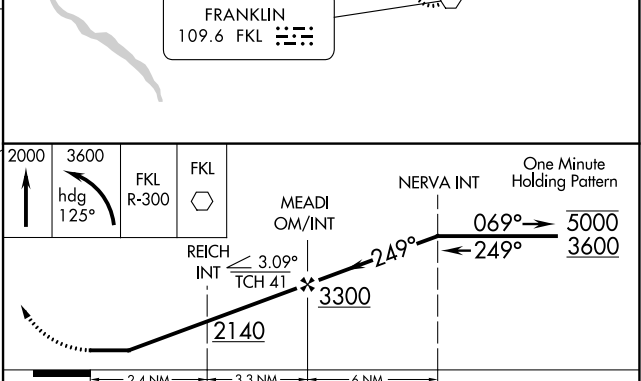 FRANKLIN
109.6 FKL
2000
3600
hdg
125°
FKL
R-300
FKL
MEADI
OM/INT
NERVA INT
One Minute
Holding Pattern
069°
5000
249°
3600
249°
REICH
INT
3.09°
TCH 41
3300
2140
2.4 NM
3.3 NM
6 NM